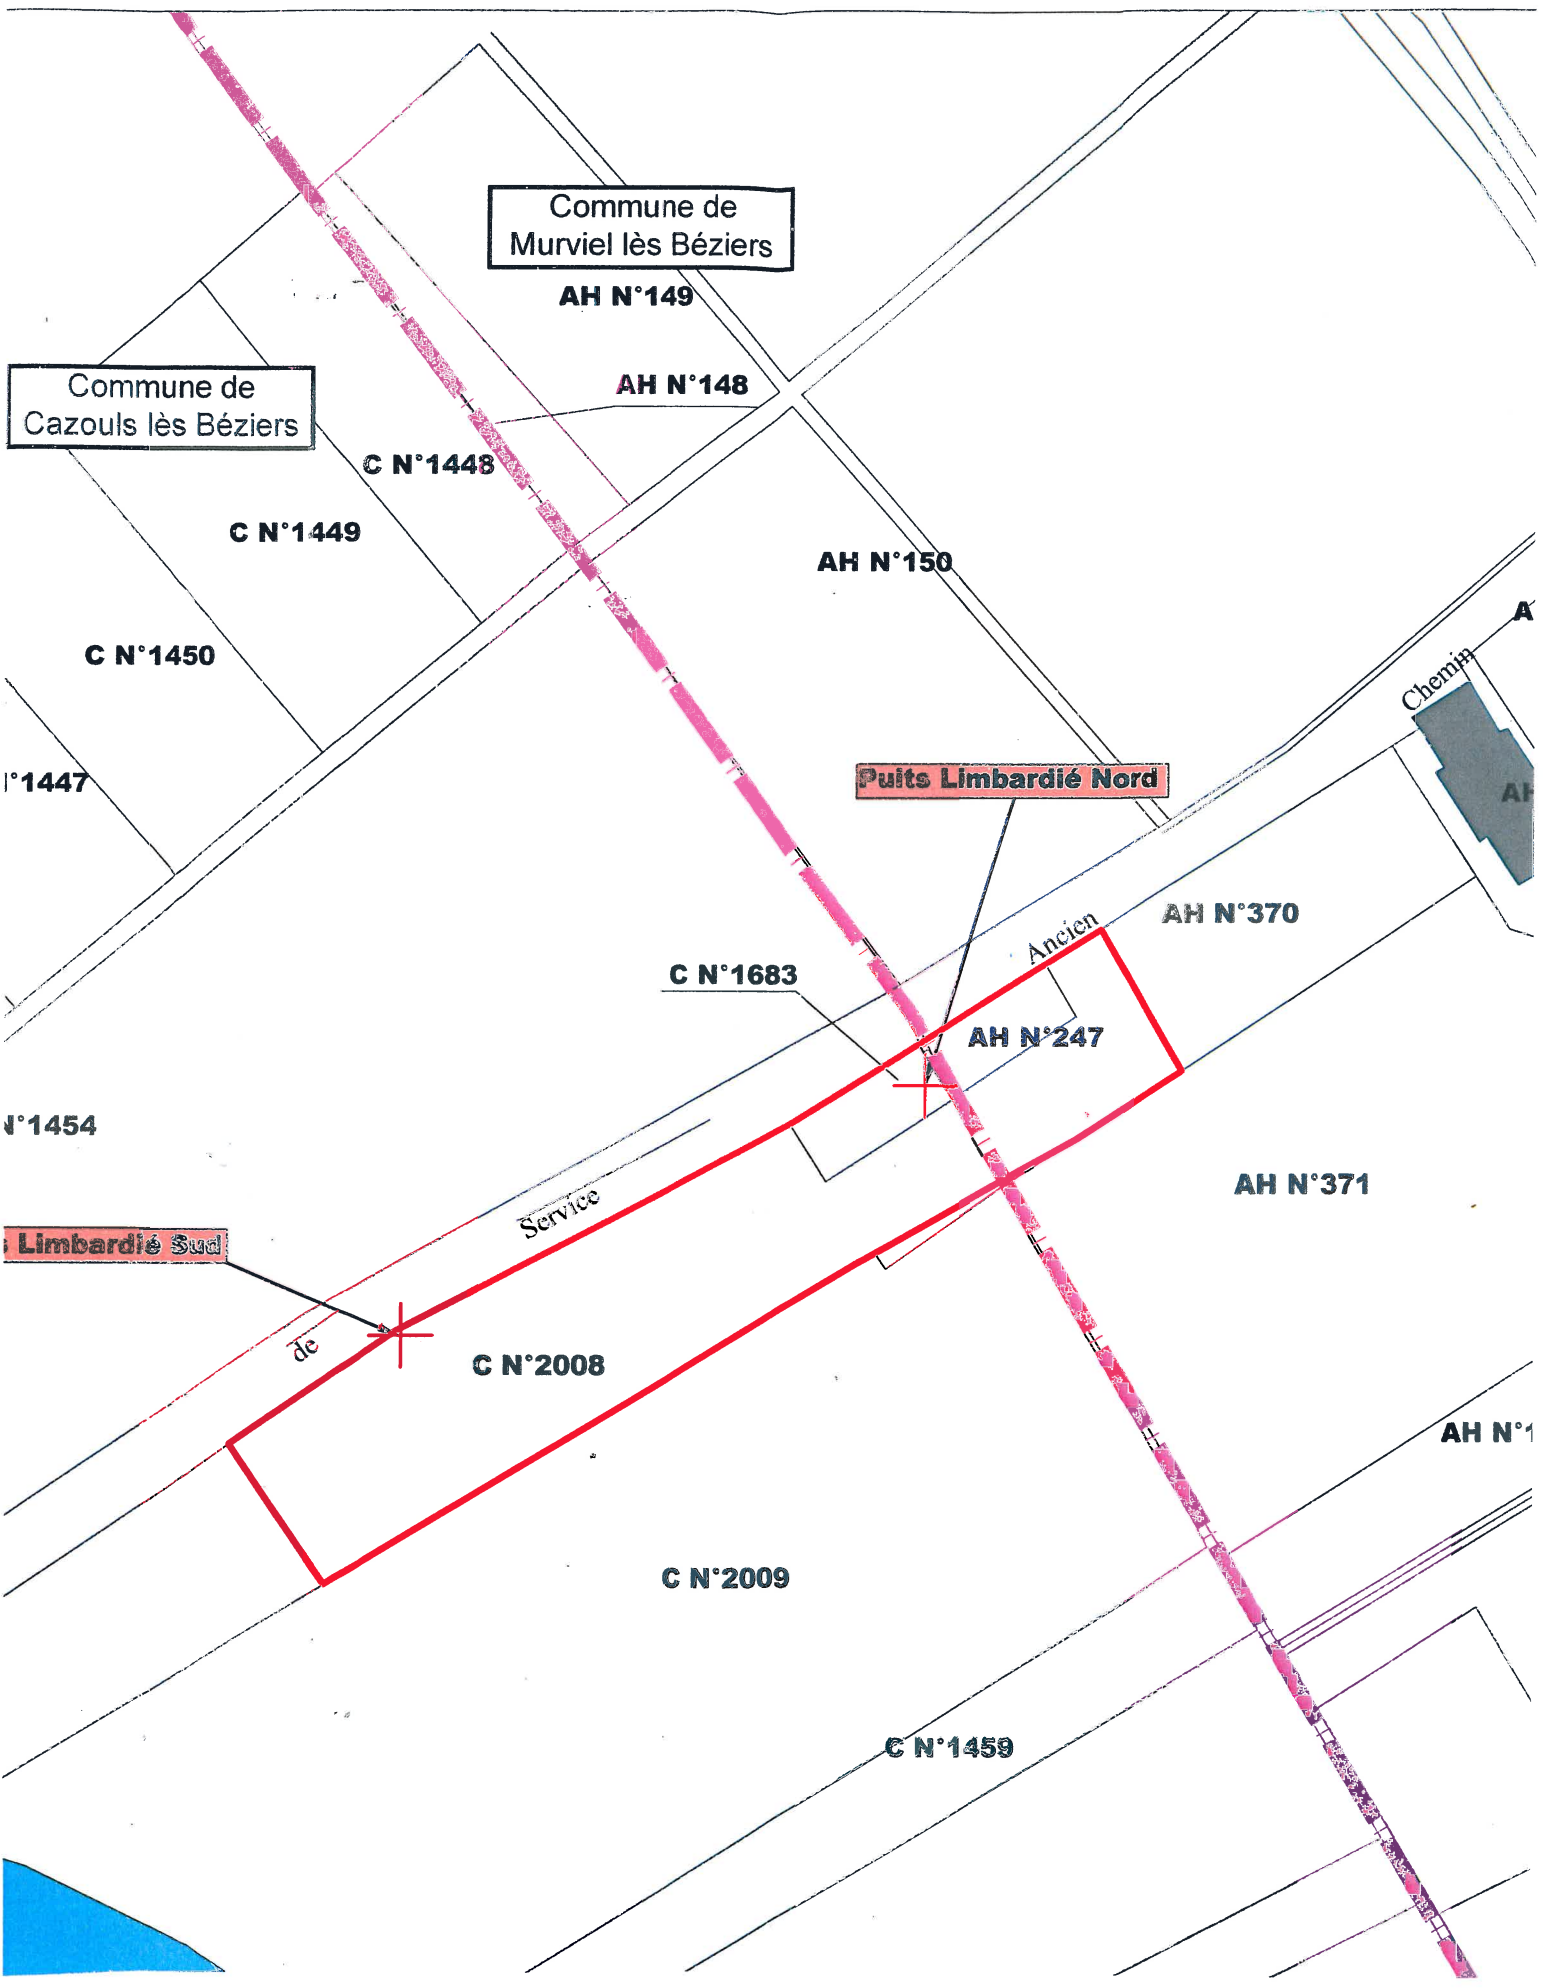 Commune de
Murviel lès Béziers
AH N°149
Commune de
Cazouls lès Béziers
AH N°148
C N°1448
C N°1449
AH N°150
C N°1450
Chemin
N°1447
Puits Limbardié Nord
AH N°370
Ancien
C N°1683
AH N°247
N°1454
AH N°371
Service
Limbardié Sud
de
C N°2008
C N°2009
C N°1459